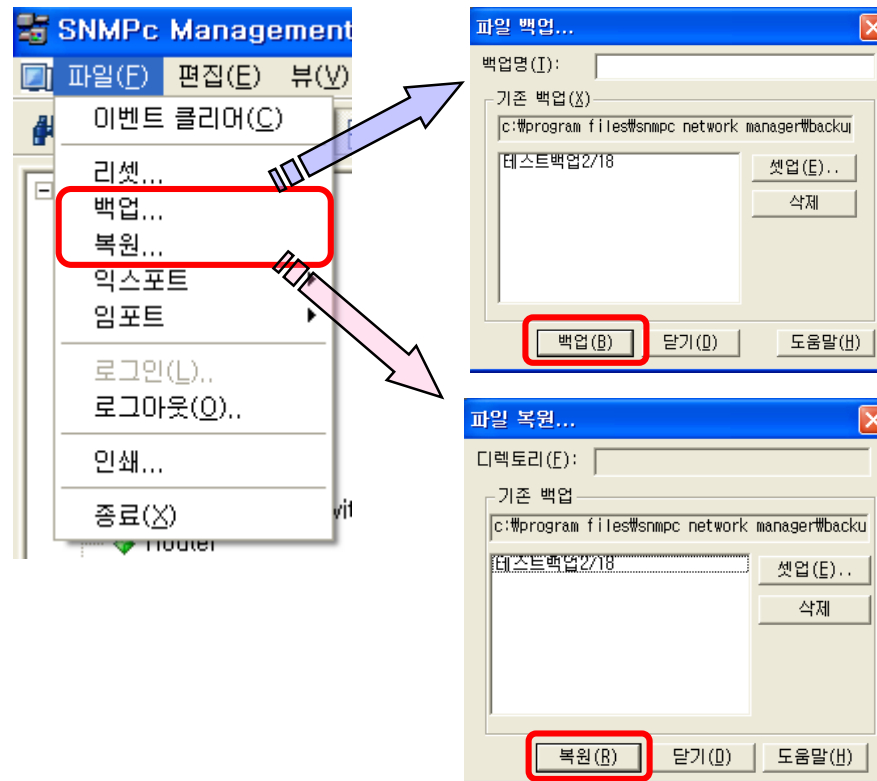 SNMPc Management
파일(F) 편집(E) 뷰(V)
이벤트 클리어(C)
리셋...
백업...
복원...
익스포트
임포트
로그인(L)..
로그아웃(O)..
인쇄...
종료(X)
Router
파일 백업...
백업명(T):
기존 백업(X)
c:₩program files₩snmpc network manager₩backup
테스트백업2/18
셋업(E)..
삭제
백업(B) 닫기(D) 도움말(H)
파일 복원...
디렉토리(F):
기존 백업
c:₩program files₩snmpc network manager₩backu
테스트백업2/18
셋업(E)..
삭제
복원(R) 닫기(D) 도움말(H)